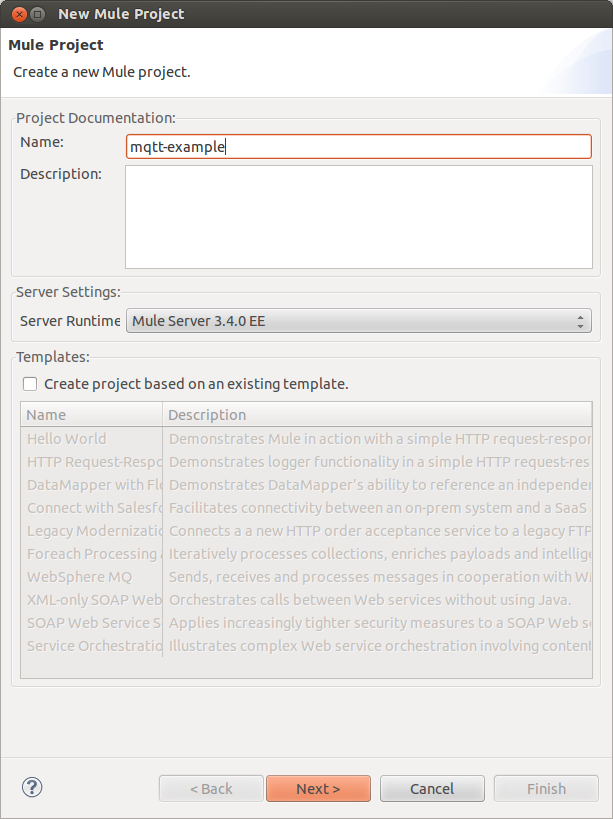 New Mule Project
Mule Project
Create a new Mule project.
Project Documentation:
Name:
mqtt-example
Description:
Server Settings:
Server Runtime
Mule Server 3.4.0 EE
Templates:
Create project based on an existing template.
Name Description
Hello World Demonstrates Mule in action with a simple HTTP request-respon
HTTP Request-Respo Demonstrates logger functionality in a simple HTTP request-res
DataMapper with Flo Demonstrates DataMapper's ability to reference an independen
Connect with Salesfo Facilitates connectivity between an on-prem system and a SaaS
Legacy Modernizatio Connects a a new HTTP order acceptance service to a legacy FTP
Foreach Processing Iteratively processes collections, enriches payloads and intellige
WebSphere MQ Sends, receives and processes messages in cooperation with
XML-only SOAP Web Orchestrates calls between Web services without using Java.
SOAP Web Service S Applies increasingly tighter security measures to a SOAP Web s
Service Orchestratio Illustrates complex Web service orchestration involving content
?
< Back Next > Cancel Finish